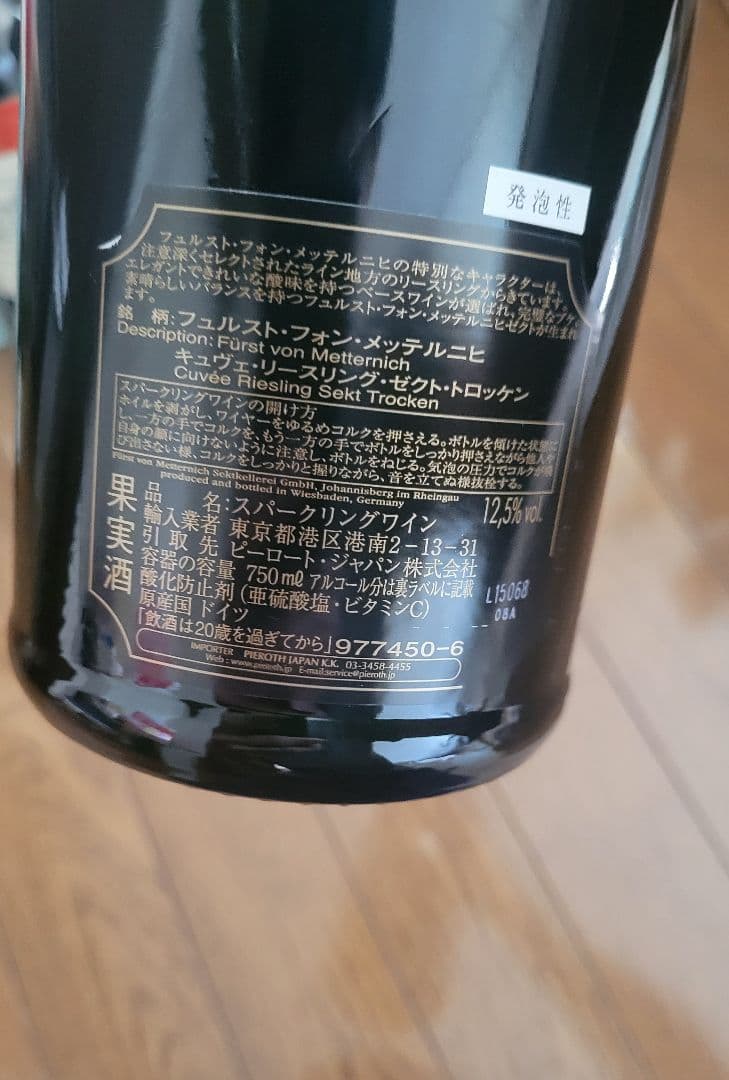 発泡性
フュルスト・フォン・メッテルニヒの特別なキャラクターは、
注意深くセレクトされたライン地方のリースリングからきています。
エレガントできれいな酸味を持つベースワインが選ばれ、完璧なブケ、
素晴らしいバランスを持つフュルスト・フォン・メッテルニヒゼクトが生まれ
ます。
銘 柄:フュルスト・フォン・メッテルニヒ
Description: Fürst von Metternich
キュヴェ・リースリング・ゼクト・トロッケン
Cuvée Riesling Sekt Trocken
スパークリングワインの開け方
ホイルを剥がし、ワイヤーをゆるめコルクを押さえる。ボトルを傾けた状態に
し、一方の手でコルクを、もう一方の手でボトルをしっかり押さえながら他人や
自身の顔に向けないように注意し、ボトルをねじる。気泡の圧力でコルクが飛
び出さない様、コルクをしっかりと握りながら、音を立てぬ様抜栓する。
Fürst von Metternich Sektkellerei GmbH, Johannisberg im Rheingau
produced and bottled in Wiesbaden, Germany
果実酒
12,5% vol.
品 名:スパークリングワイン
輸入業者 東京都港区港南2-13-31
引 取 先 ピーロート・ジャパン株式会社
容器の容量 750mℓ アルコール分は裏ラベルに記載
酸化防止剤(亜硫酸塩・ビタミンC)
原産国 ドイツ
L15068
08A
「飲酒は20歳を過ぎてから」977450-6
IMPORTER PIEROTH JAPAN K.K. 03-3458-4455
Web : www.pieroth.jp E-mail:service@pieroth.jp